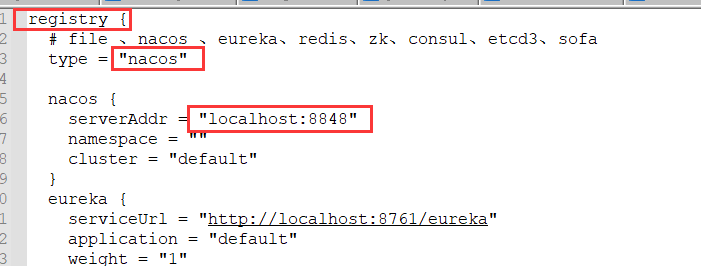 1 registry {
2 # file 、nacos 、eureka、redis、zk、consul、etcd3、sofa
3 type = "nacos"
5 nacos {
6 serverAddr = "localhost:8848"
7 namespace = ""
8 cluster = "default"
9 }
0 eureka {
1 serviceUrl = "http://localhost:8761/eureka"
2 application = "default"
3 weight = "1"